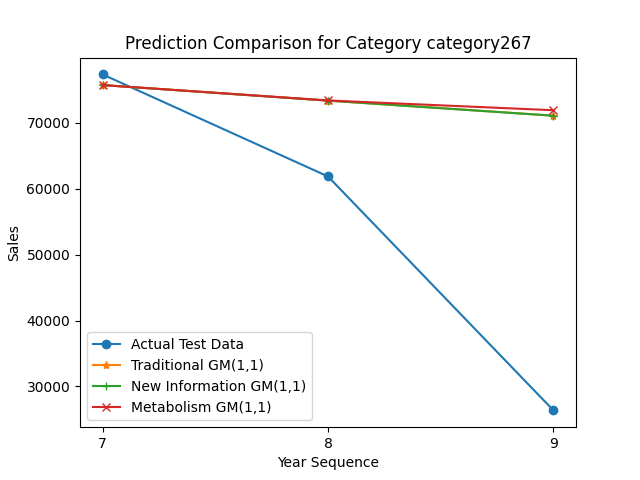 Prediction Comparison for Category category267
Sales
70000
60000
50000
40000
30000
Actual Test Data
Traditional GM(1,1)
New Information GM(1,1)
Metabolism GM(1,1)
7
8
9
Year Sequence